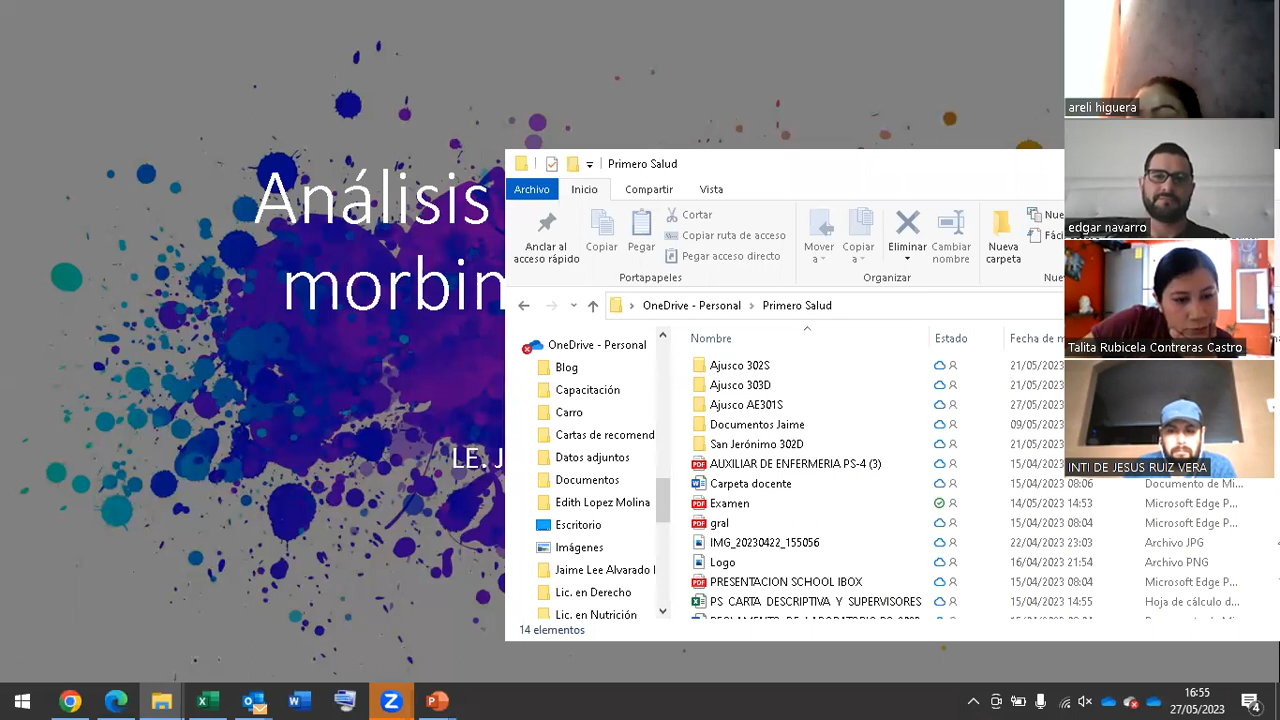 Análisis
morbim
LE. J
Primero Salud
Archivo Inicio Compartir Vista
Anclar al acceso rápido
Copiar
Pegar
Cortar
Copiar ruta de acceso
Pegar acceso directo
Portapapeles
Mover a
Copiar a
Eliminar
Cambiar nombre
Organizar
Nueva carpeta
Nue
Fáci
Nuev
OneDrive - Personal > Primero Salud
OneDrive - Personal
Blog
Capacitación
Carro
Cartas de recomend
Datos adjuntos
Documentos
Edith Lopez Molina
Escritorio
Imágenes
Jaime Lee Alvarado
Lic. en Derecho
Lic. en Nutrición
Nombre Estado Fecha de m
Ajusco 302S 21/05/2023
Ajusco 303D 21/05/2023
Ajusco AE301S 27/05/2023
Documentos Jaime 09/05/2023
San Jerónimo 302D 21/05/2023
AUXILIAR DE ENFERMERIA PS-4 (3) 15/04/2023
Carpeta docente 15/04/2023 08:06 Documento de Mi...
Examen 14/05/2023 14:53 Microsoft Edge P...
gral 15/04/2023 08:04 Microsoft Edge P...
IMG_20230422_155056 22/04/2023 23:03 Archivo JPG
Logo 16/04/2023 21:54 Archivo PNG
PRESENTACION SCHOOL IBOX 15/04/2023 08:04 Microsoft Edge P...
PS CARTA DESCRIPTIVA Y SUPERVISORES 15/04/2023 14:55 Hoja de cálculo d...
14 elementos
areli higuera
edgar navarro
Talita Rubicela Contreras Castro
INTI DE JESUS RUIZ VERA
16:55
27/05/2023
4